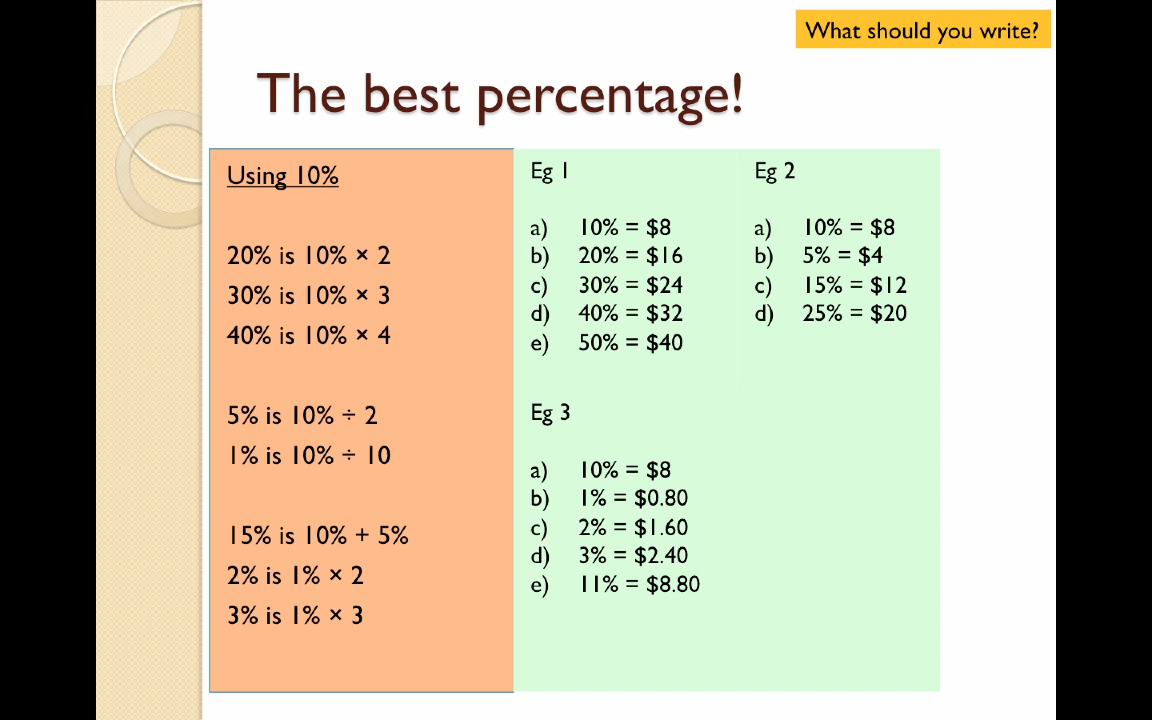 What should you write?
The best percentage!
Using 10%
20% is 10% × 2
30% is 10% × 3
40% is 10% × 4
5% is 10% ÷ 2
1% is 10% ÷ 10
15% is 10% + 5%
2% is 1% × 2
3% is 1% × 3
Eg 1
a) 10% = $8
b) 20% = $16
c) 30% = $24
d) 40% = $32
e) 50% = $40
Eg 2
a) 10% = $8
b) 5% = $4
c) 15% = $12
d) 25% = $20
Eg 3
a) 10% = $8
b) 1% = $0.80
c) 2% = $1.60
d) 3% = $2.40
e) 11% = $8.80